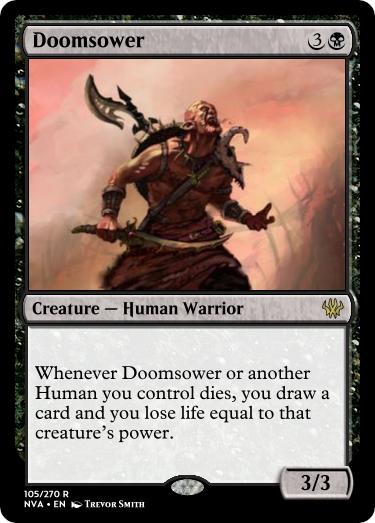 Doomsower 3
Creature — Human Warrior
Whenever Doomsower or another
Human you control dies, you draw a
card and you lose life equal to that
creature's power.
3/3
105/270 R
NVA • EN Trevor Smith